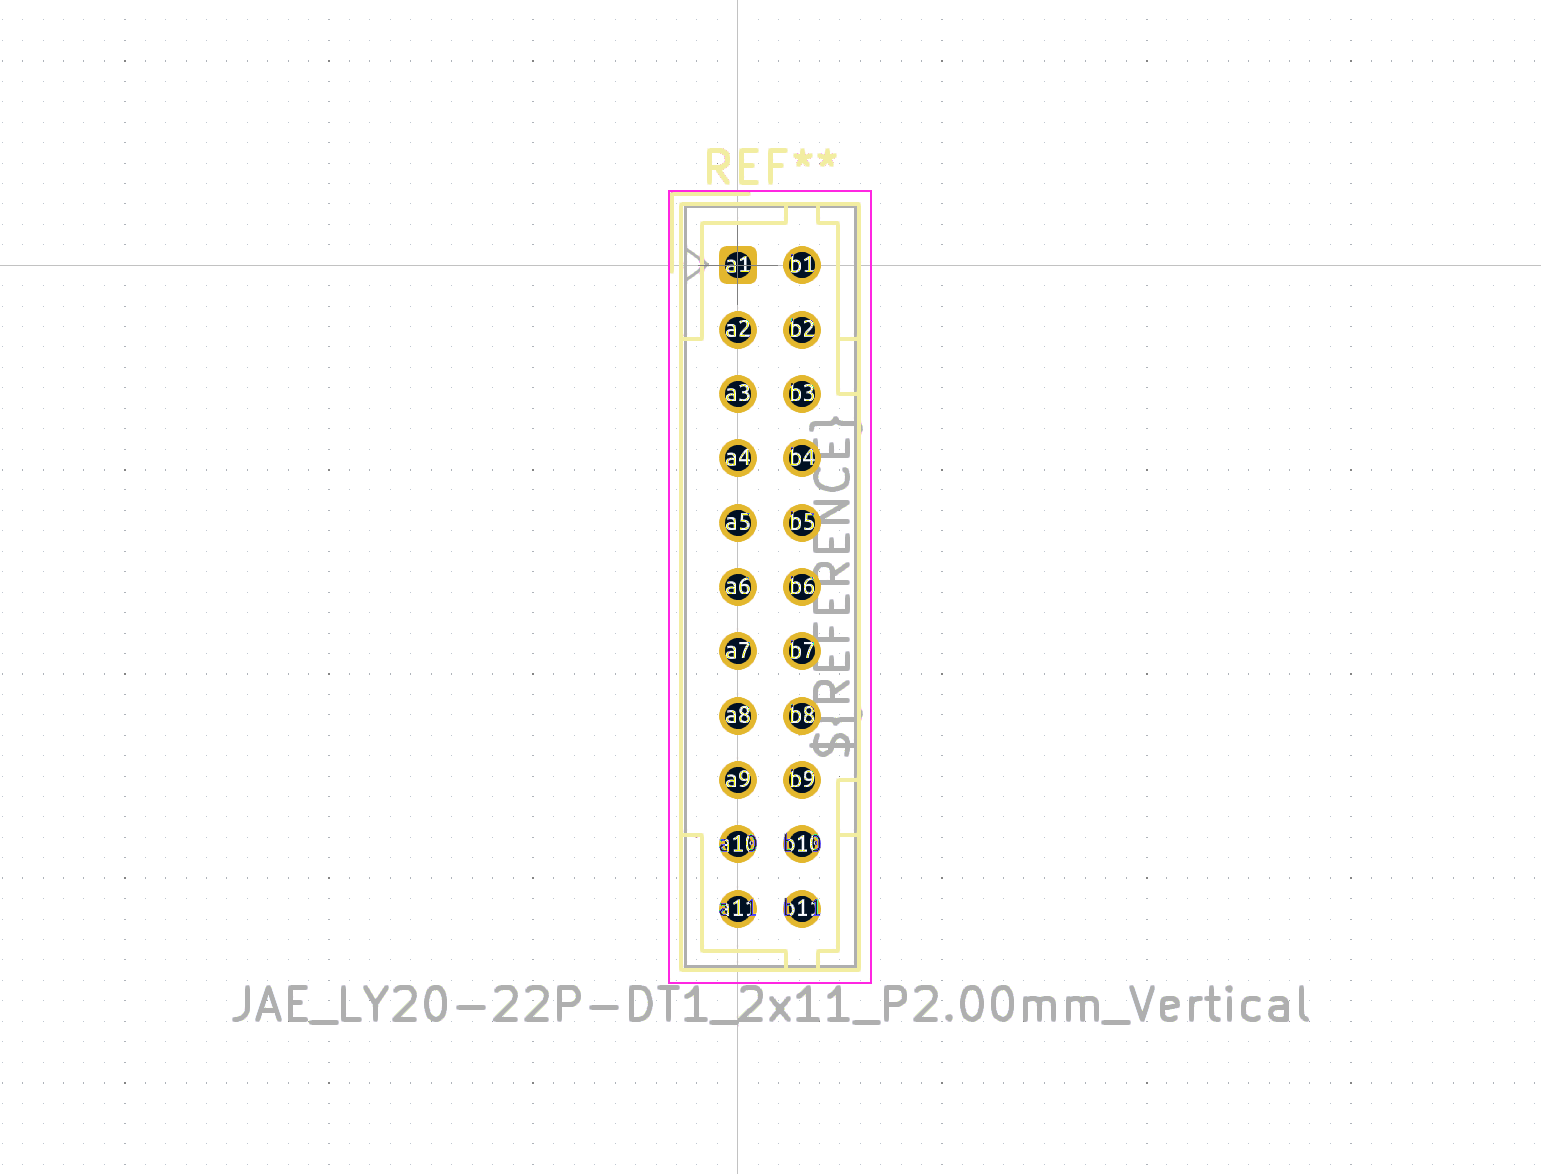 REF**
a1 b1
a2 b2
a3 b3
a4 b4
a5 b5
a6 b6
a7 b7
a8 b8
a9 b9
a10 b10
a11 b11
${REFERENCE}
JAE_LY20-22P-DT1_2x11_P2.00mm_Vertical